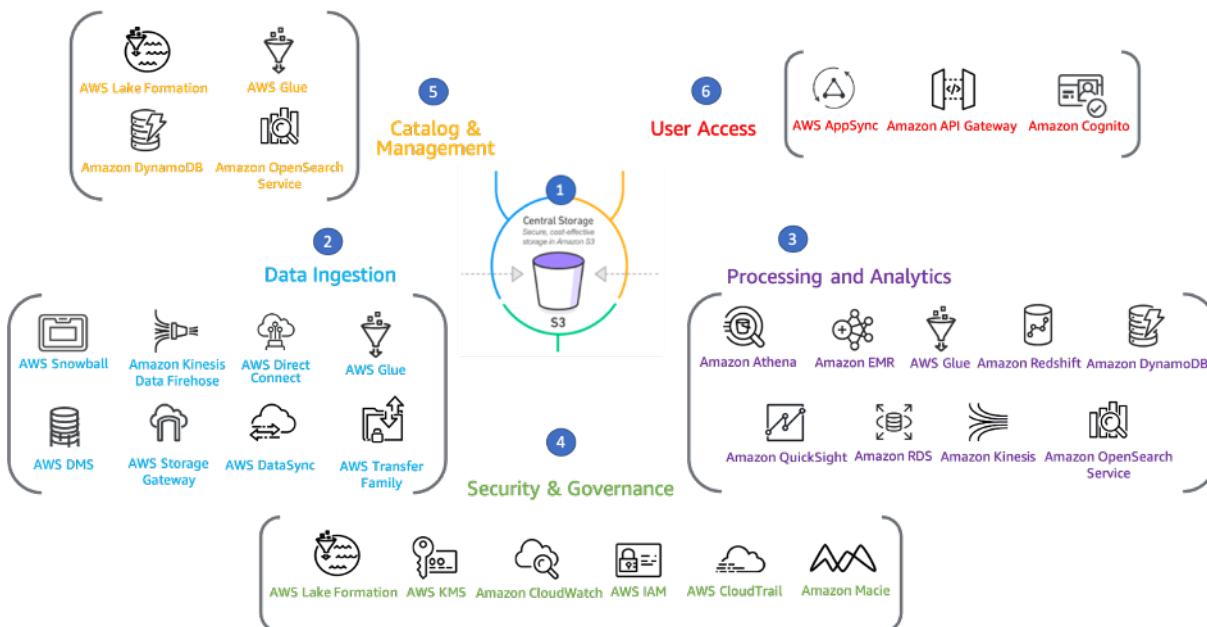 AWS Lake Formation
AWS Glue
Amazon DynamoDB
Amazon OpenSearch
Service
5
Catalog &
Management
6
User Access
AWS AppSync
Amazon API Gateway
Amazon Cognito
1
Central Storage
Secure, cost-effective
storage in Amazon S3
S3
2
Data Ingestion
AWS Snowball
Amazon Kinesis
Data Firehose
AWS Direct
Connect
AWS Glue
AWS DMS
AWS Storage
Gateway
AWS DataSync
AWS Transfer
Family
3
Processing and Analytics
Amazon Athena
Amazon EMR
AWS Glue
Amazon Redshift
Amazon DynamoDB
Amazon QuickSight
Amazon RDS
Amazon Kinesis
Amazon OpenSearch
Service
4
Security & Governance
AWS Lake Formation
AWS KMS
Amazon CloudWatch
AWS IAM
AWS CloudTrail
Amazon Macie